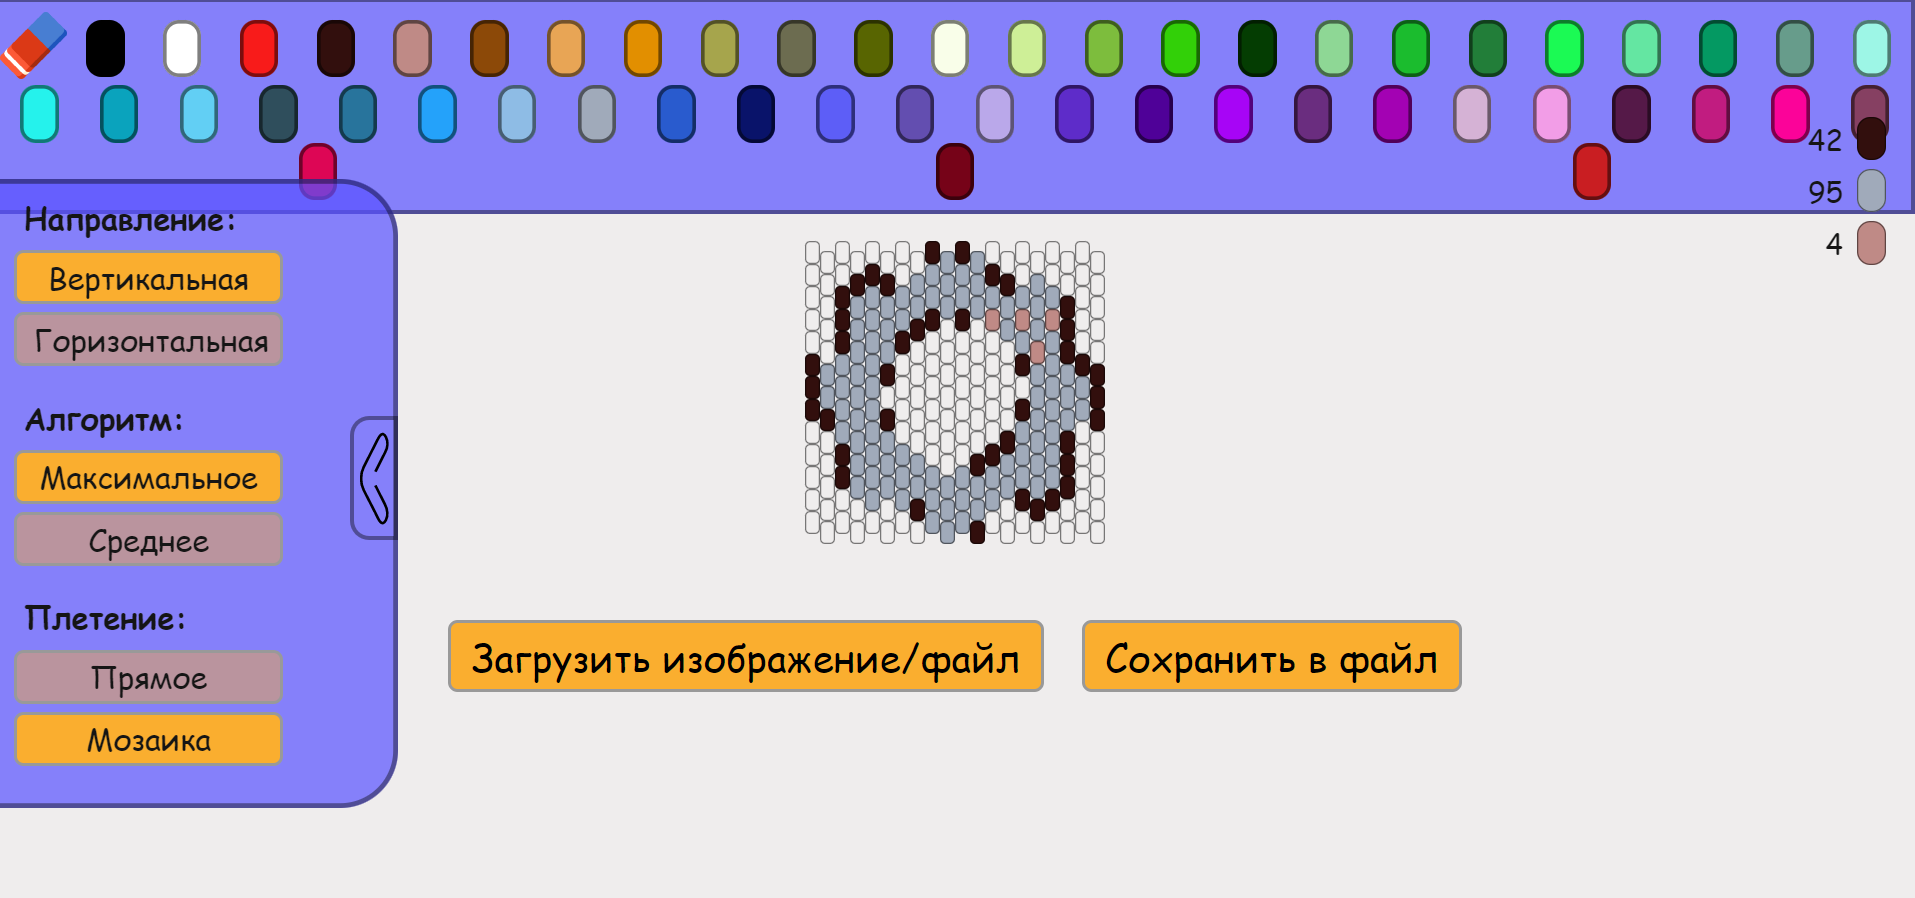 42
95
4
Направление:
Вертикальная
Горизонтальная
Алгоритм:
Максимальное
Среднее
Плетение:
Прямое
Мозаика
Загрузить изображение/файл
Сохранить в файл